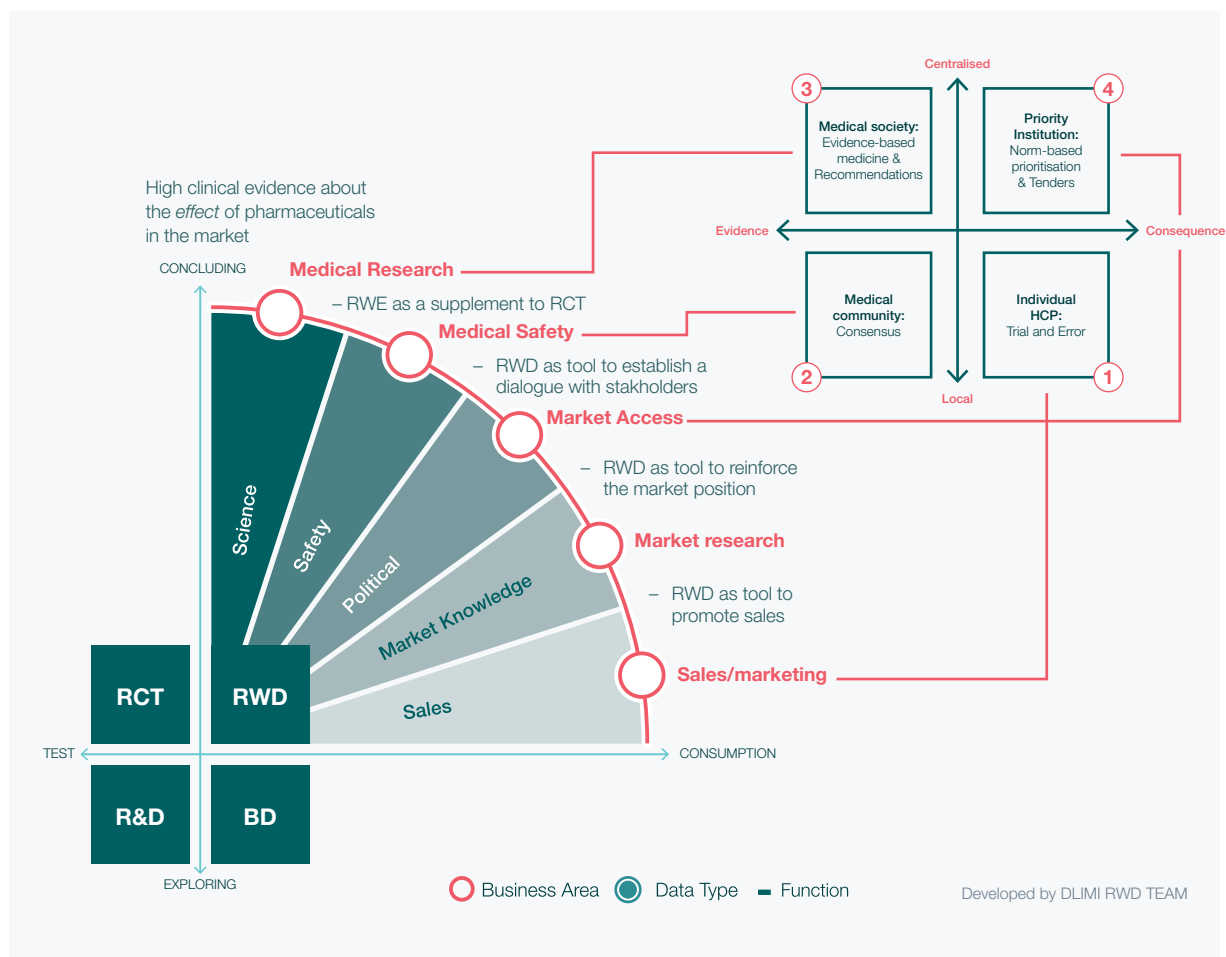 Centralised
3
4
Medical society:
Evidence-based
medicine &
Recommendations
Priority
Institution:
Norm-based
prioritisation
& Tenders
Evidence
Consequence
Medical
community:
Consensus
Individual
HCP:
Trial and Error
2
1
Local
High clinical evidence about
the effect of pharmaceuticals
in the market
CONCLUDING
Medical Research
– RWE as a supplement to RCT
Medical Safety
– RWD as tool to establish a
dialogue with stakholders
Market Access
– RWD as tool to reinforce
the market position
Market research
– RWD as tool to
promote sales
Sales/marketing
Science
Safety
Political
Market Knowledge
Sales
RCT
RWD
TEST
CONSUMPTION
R&D
BD
EXPLORING
Business Area
Data Type
Function
Developed by DLIMI RWD TEAM